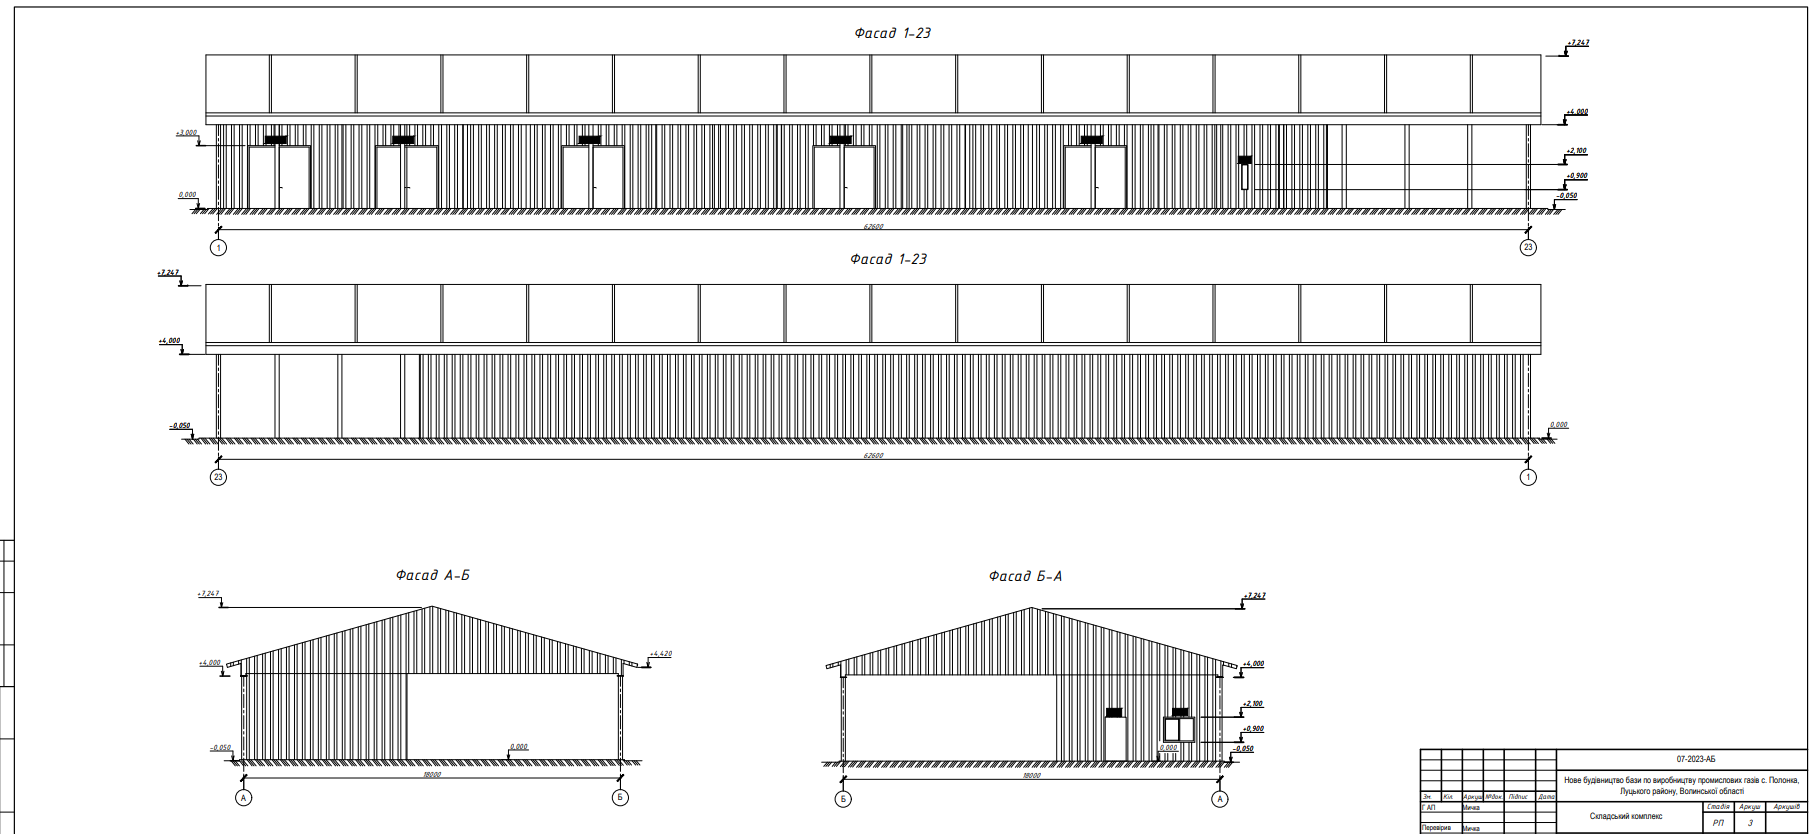 Фасад 1-23
+7,247
+4,000
+3,000
+2,100
+0,900
0,000
-0,050
62600
1
23
Фасад 1-23
+7,247
+4,000
-0,050
0,000
62600
23
1
Фасад А-Б
+7,247
+4,420
+4,000
-0,050
0,000
18000
А
Б
Фасад Б-А
+7,247
+4,000
+2,100
+0,900
0,000
-0,050
18000
Б
А
07-2023-АБ
Нове будівництво бази по виробництву промислових газів с. Полонка,
Луцького району, Волинської області
Зм. Кіл. Аркуш №док. Підпис Дата
ГАП Мичка
Складський комплекс
Стадія Аркуш Аркушів
РП 3
Перевірив Мичка